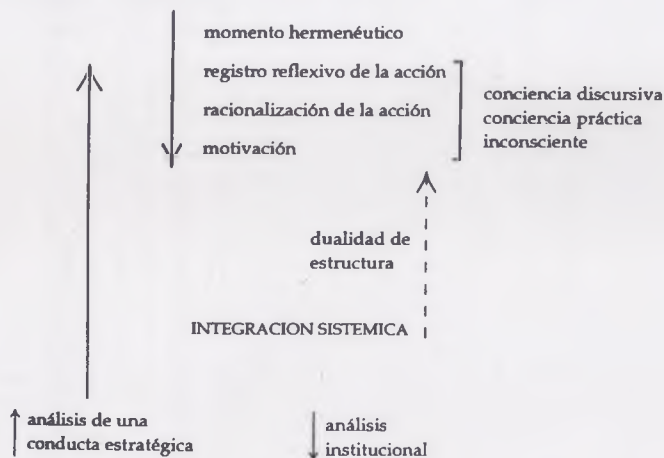 momento hermenéutico
registro reflexivo de la acción
racionalización de la acción
motivación
conciencia discursiva
conciencia práctica
inconsciente
dualidad de
estructura
INTEGRACION SISTEMICA
análisis de una
conducta estratégica
análisis
institucional